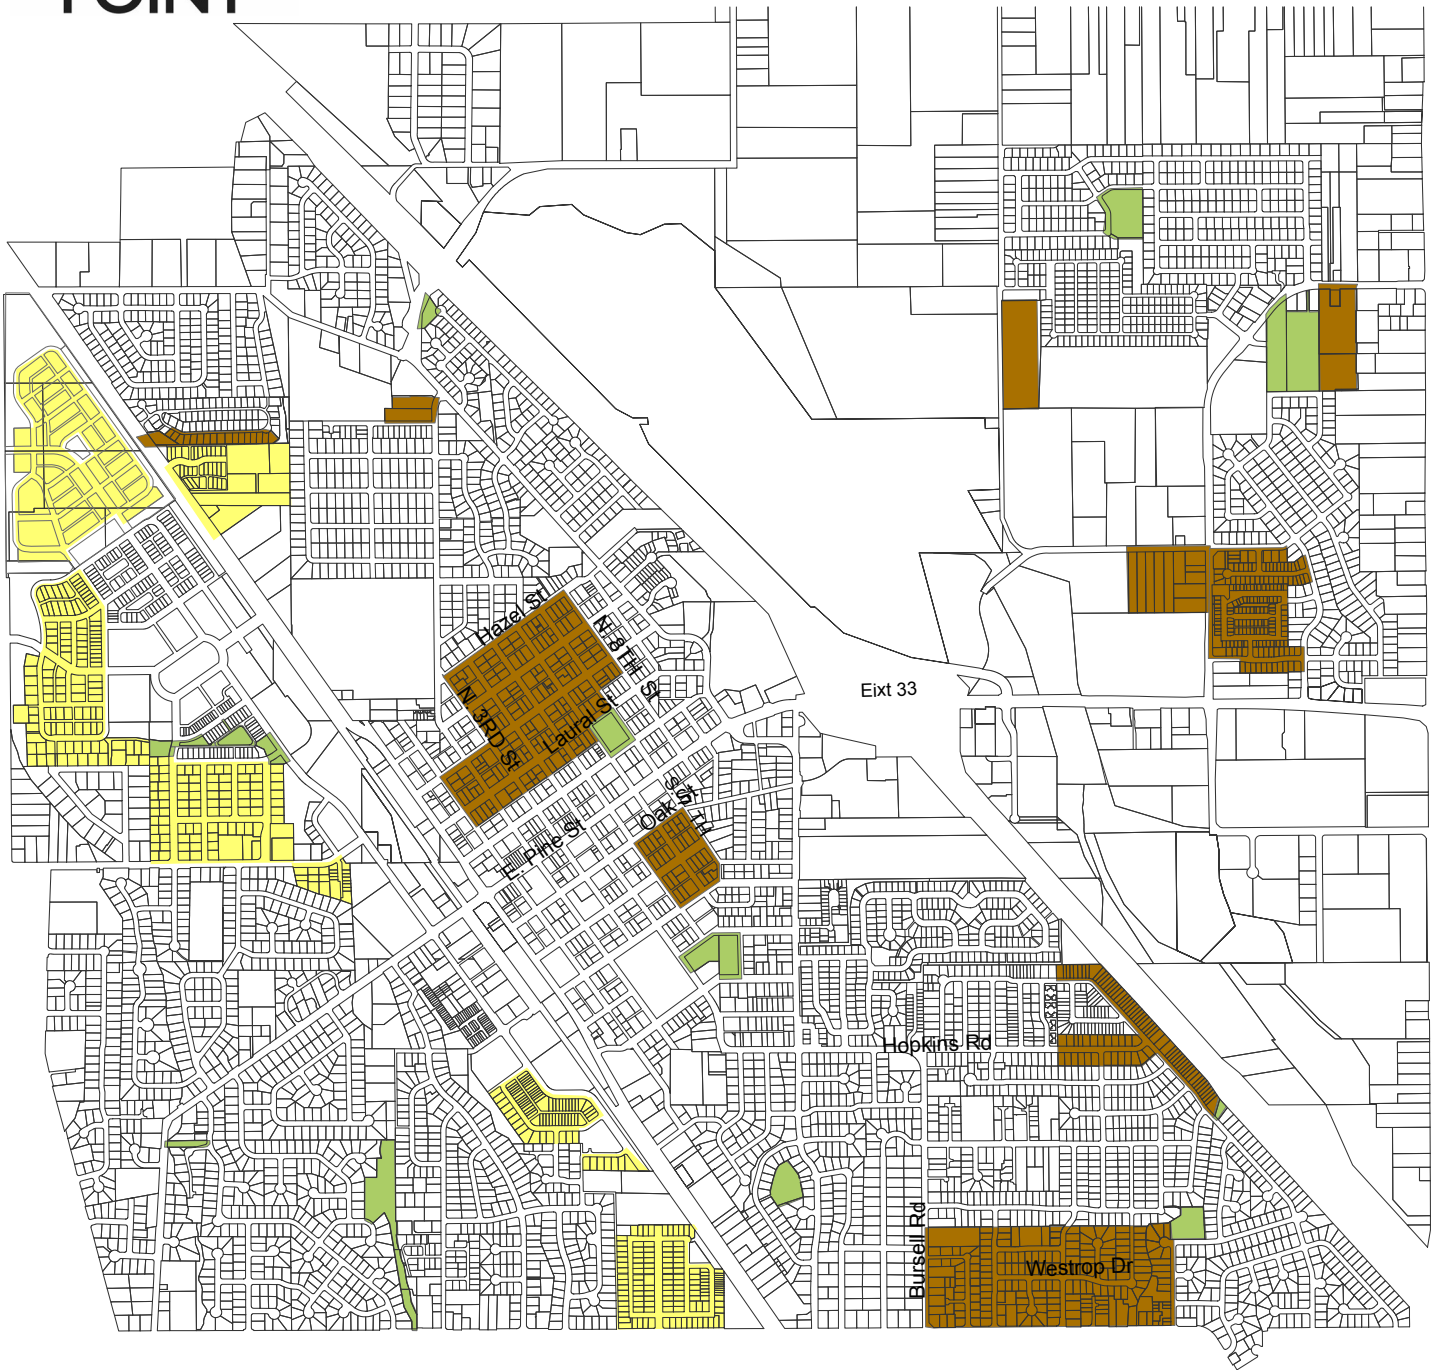 POINT
Hazel St
N. 8TH St
N. 3RD St.
Laural St
Eixt 33
Oak St
E. Pine St
Hopkins Rd
Bursell Rd
Westrop Dr